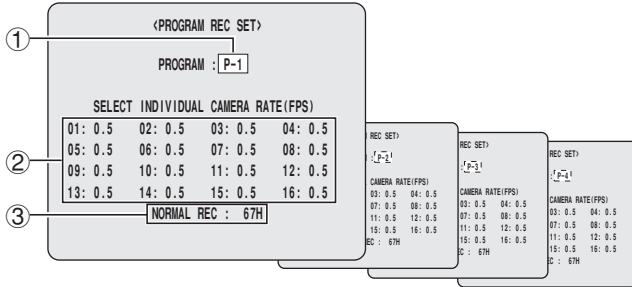 <PROGRAM REC SET>
① PROGRAM : P-1
SELECT INDIVIDUAL CAMERA RATE(FPS)
② 01: 0.5 02: 0.5 03: 0.5 04: 0.5
05: 0.5 06: 0.5 07: 0.5 08: 0.5
09: 0.5 10: 0.5 11: 0.5 12: 0.5
13: 0.5 14: 0.5 15: 0.5 16: 0.5
③ NORMAL REC : 67H
REC SET>
: P-2
CAMERA RATE(FPS)
03: 0.5 04: 0.5
07: 0.5 08: 0.5
11: 0.5 12: 0.5
15: 0.5 16: 0.5
EC : 67H
REC SET>
: P-3
CAMERA RATE(FPS)
03: 0.5 04: 0.5
07: 0.5 08: 0.5
11: 0.5 12: 0.5
15: 0.5 16: 0.5
EC : 67H
REC SET>
: P-4
CAMERA RATE(FPS)
03: 0.5 04: 0.5
07: 0.5 08: 0.5
11: 0.5 12: 0.5
15: 0.5 16: 0.5
EC : 67H